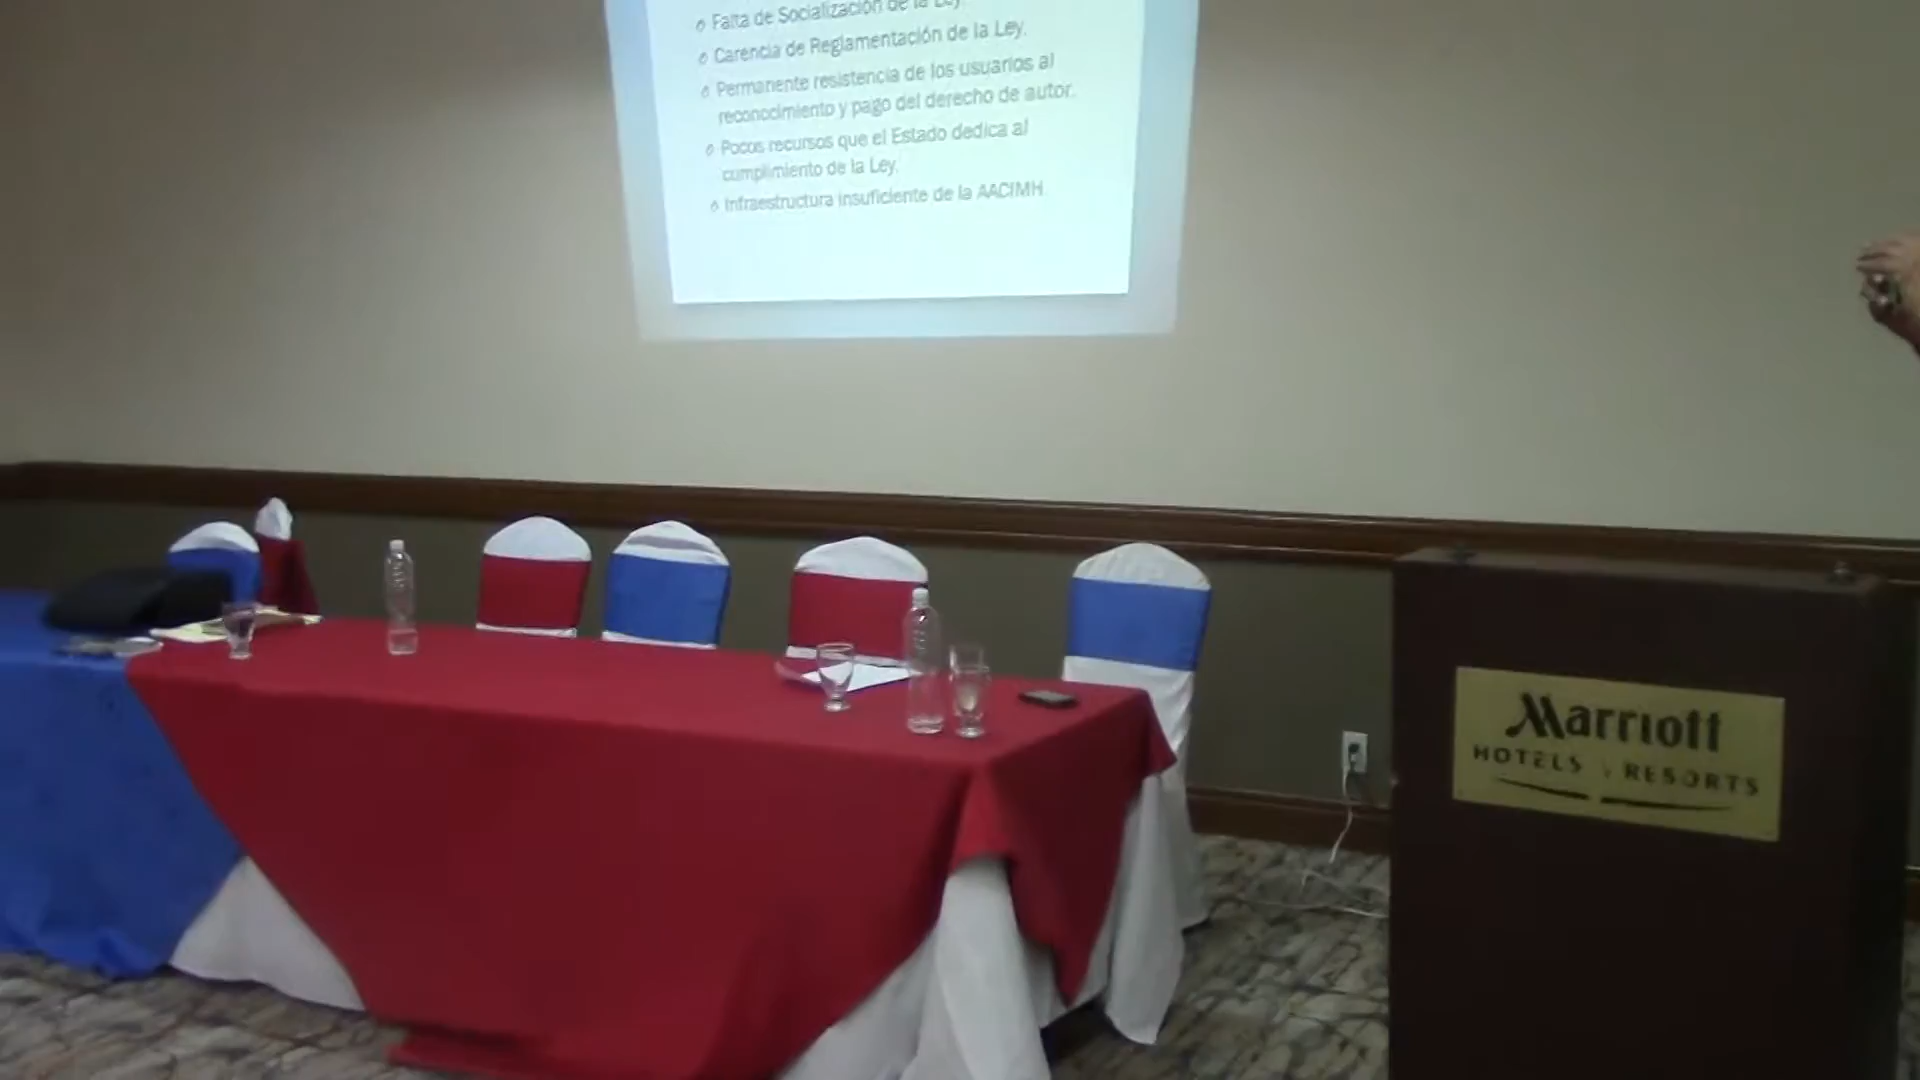 Falta de Socialización de la Ley.
Carencia de Reglamentación de la Ley.
Permanente resistencia de los usuarios al
reconocimiento y pago del derecho de autor.
Pocos recursos que el Estado dedica al
cumplimiento de la Ley.
Infraestructura insuficiente de la AACIMH
Marriott
HOTELS RESORTS